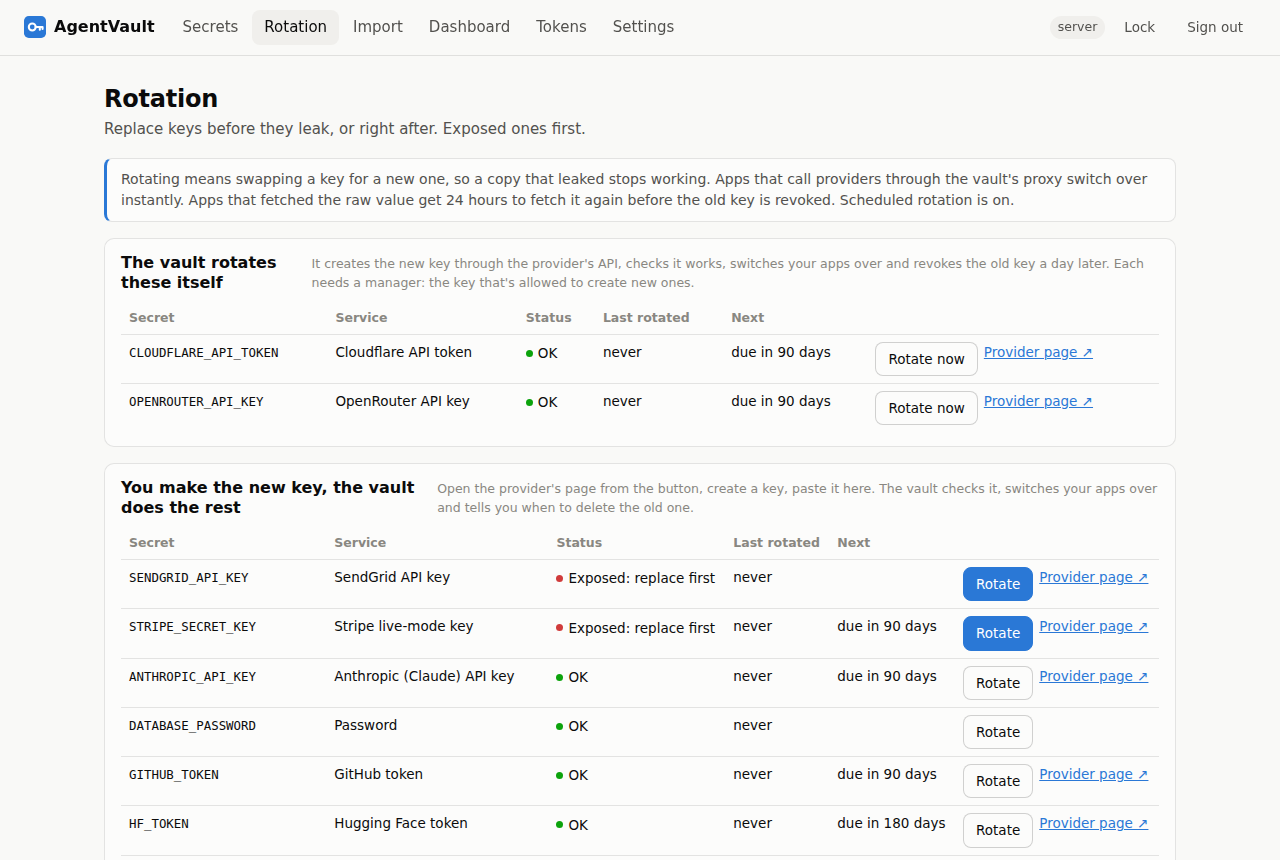 AgentVault Secrets Rotation Import Dashboard Tokens Settings server Lock Sign out
Rotation
Replace keys before they leak, or right after. Exposed ones first.
Rotating means swapping a key for a new one, so a copy that leaked stops working. Apps that call providers through the vault's proxy switch over
instantly. Apps that fetched the raw value get 24 hours to fetch it again before the old key is revoked. Scheduled rotation is on.
The vault rotates
these itself
It creates the new key through the provider's API, checks it works, switches your apps over and revokes the old key a day later. Each
needs a manager: the key that's allowed to create new ones.
Secret Service Status Last rotated Next
CLOUDFLARE_API_TOKEN Cloudflare API token OK never due in 90 days Rotate now Provider page ↗
OPENROUTER_API_KEY OpenRouter API key OK never due in 90 days Rotate now Provider page ↗
You make the new key, the vault
does the rest
Open the provider's page from the button, create a key, paste it here. The vault checks it, switches your apps over
and tells you when to delete the old one.
Secret Service Status Last rotated Next
SENDGRID_API_KEY SendGrid API key Exposed: replace first never Rotate Provider page ↗
STRIPE_SECRET_KEY Stripe live-mode key Exposed: replace first never due in 90 days Rotate Provider page ↗
ANTHROPIC_API_KEY Anthropic (Claude) API key OK never due in 90 days Rotate Provider page ↗
DATABASE_PASSWORD Password OK never Rotate
GITHUB_TOKEN GitHub token OK never due in 90 days Rotate Provider page ↗
HF_TOKEN Hugging Face token OK never due in 180 days Rotate Provider page ↗